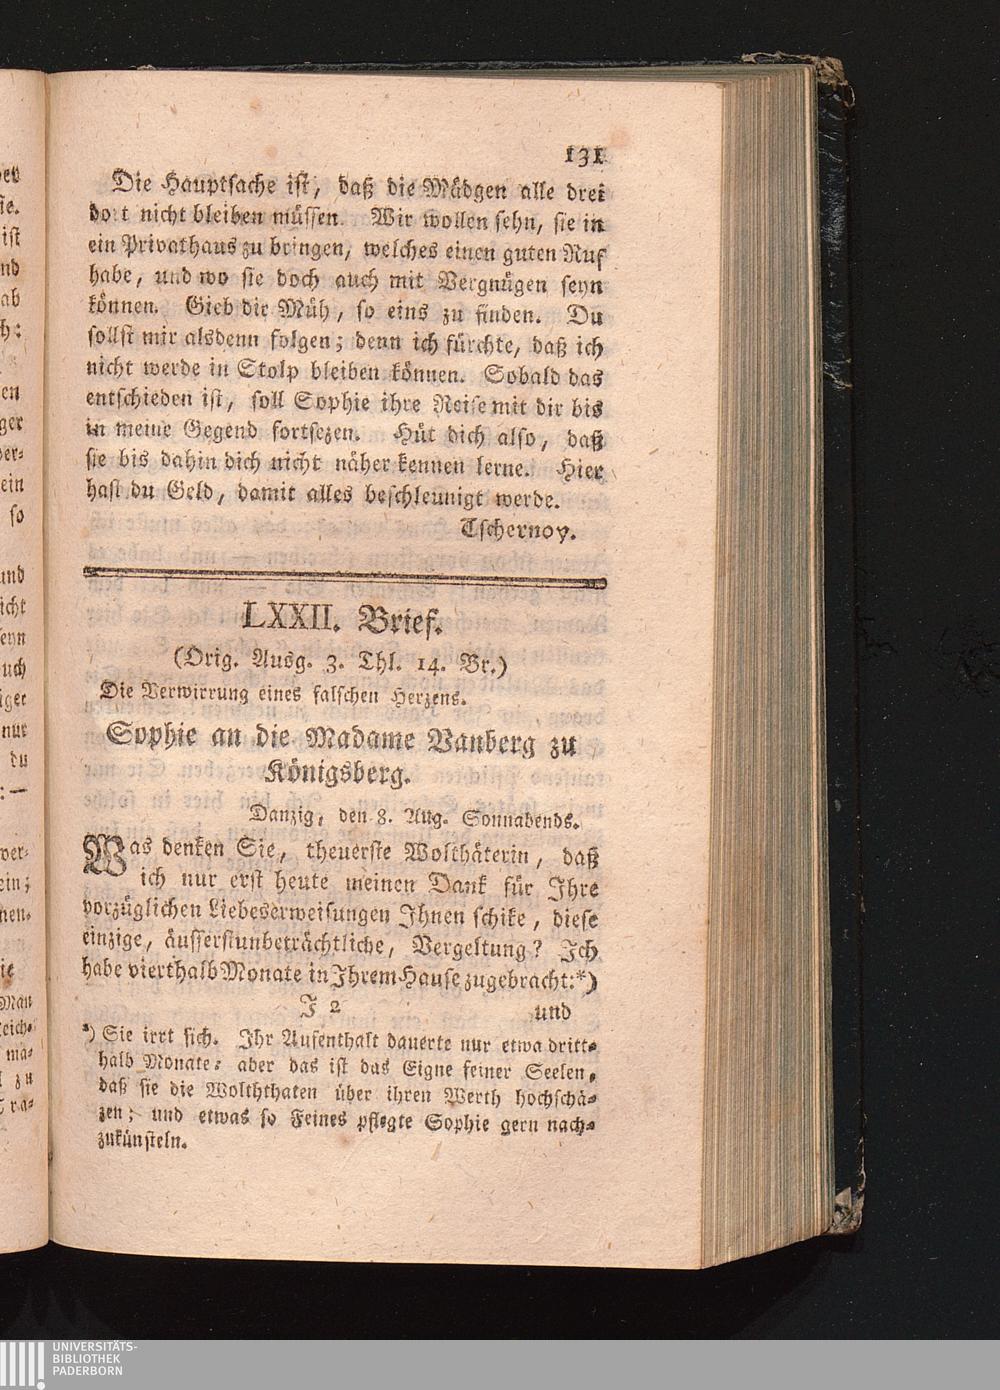 131
Die Hauptsache ist, daß die Mädgen alle drei
dort nicht bleiben müssen. Wir wollen sehn, sie in
ein Privathaus zu bringen, welches einen guten Ruf
habe, und wo sie doch auch mit Vergnügen seyn
können. Gieb dir Müh, so eins zu finden. Du
sollst mir alsdenn folgen; denn ich fürchte, daß ich
nicht werde in Stolp bleiben können. Sobald das
entschieden ist, soll Sophie ihre Reise mit dir bis
in meine Gegend fortsezen. Hüt dich also, daß
sie bis dahin dich nicht näher kennen lerne. Hier
hast du Geld, damit alles beschleunigt werde.
Tschernoy.
LXXII. Brief.
(Orig. Ausg. 3. Thl. 14. Br.)
Die Verwirrung eines falschen Herzens.
Sophie an die Madame Vanberg zu
Königsberg.
Danzig, den 8. Aug. Sonnabends.
Was denken Sie, theuerste Wolthäterin, daß
ich nur erst heute meinen Dank für Ihre
vorzüglichen Liebeserweisungen Ihnen schike, diese
einzige, äusserstunbeträchtliche, Vergeltung? Ich
habe vierthalb Monate in Ihrem Hause zugebracht:*)
J 2 und
*) Sie irrt sich. Ihr Aufenthalt dauerte nur etwa dritt-
halb Monate: aber das ist das Eigne feiner Seelen,
daß sie die Wolththaten über ihren Werth hochschä-
zen; und etwas so Feines pflegte Sophie gern nach-
zukünsteln.
UNIVERSITÄTS-
BIBLIOTHEK
PADERBORN